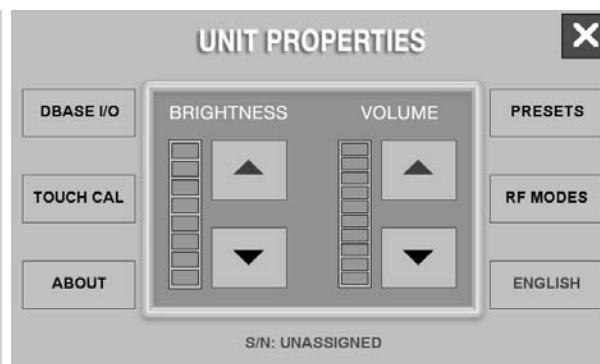 UNIT PROPERTIES
X
DBASE I/O
BRIGHTNESS VOLUME
PRESETS
TOUCH CAL
RF MODES
ABOUT
ENGLISH
S/N: UNASSIGNED